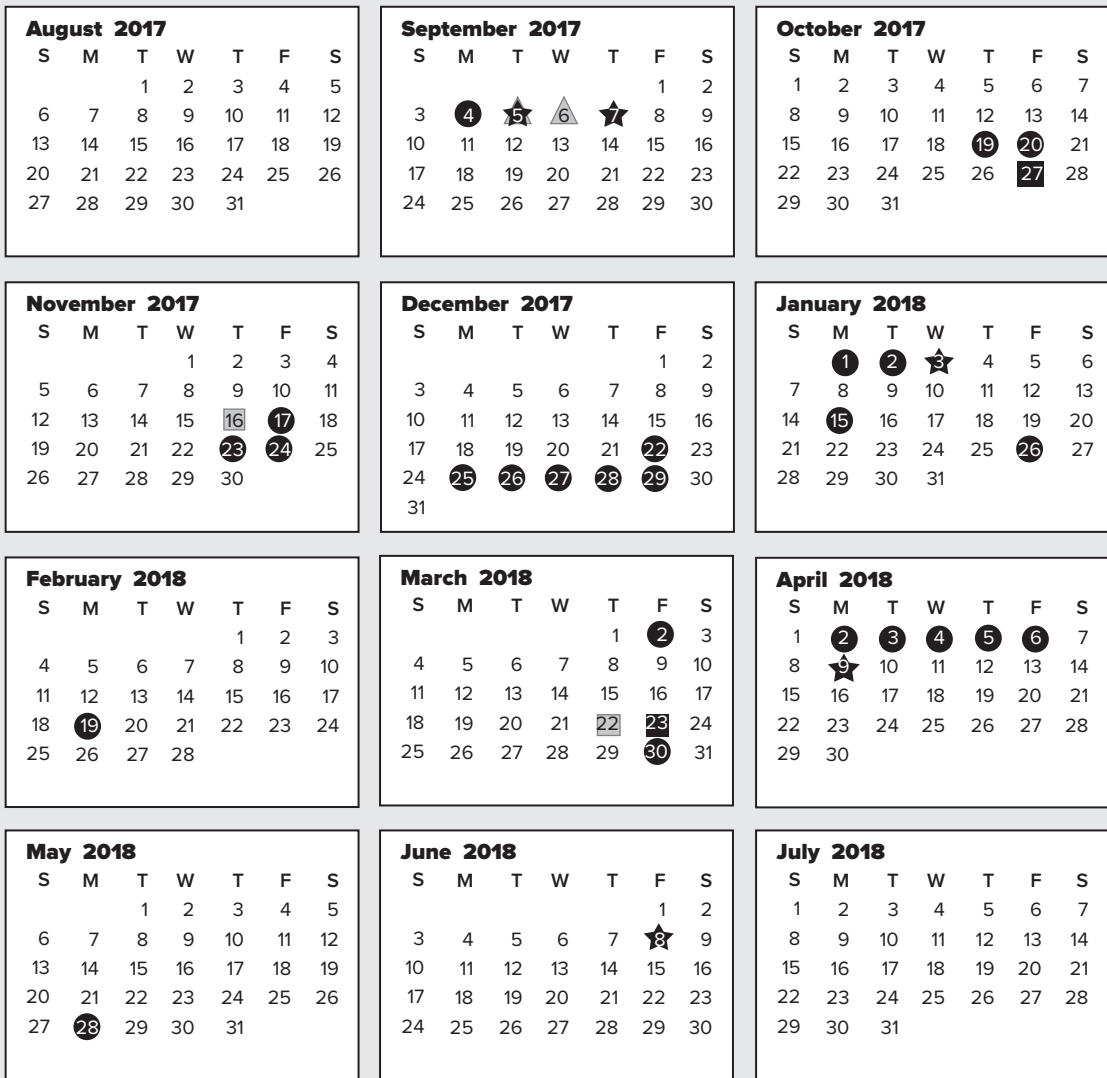 August 2017
S M T W T F S
1 2 3 4 5
6 7 8 9 10 11 12
13 14 15 16 17 18 19
20 21 22 23 24 25 26
27 28 29 30 31
September 2017
S M T W T F S
1 2
3 4 5 6 7 8 9
10 11 12 13 14 15 16
17 18 19 20 21 22 23
24 25 26 27 28 29 30
October 2017
S M T W T F S
1 2 3 4 5 6 7
8 9 10 11 12 13 14
15 16 17 18 19 20 21
22 23 24 25 26 27 28
29 30 31
November 2017
S M T W T F S
1 2 3 4
5 6 7 8 9 10 11
12 13 14 15 16 17 18
19 20 21 22 23 24 25
26 27 28 29 30
December 2017
S M T W T F S
1 2
3 4 5 6 7 8 9
10 11 12 13 14 15 16
17 18 19 20 21 22 23
24 25 26 27 28 29 30
31
January 2018
S M T W T F S
1 2 3 4 5 6
7 8 9 10 11 12 13
14 15 16 17 18 19 20
21 22 23 24 25 26 27
28 29 30 31
February 2018
S M T W T F S
1 2 3
4 5 6 7 8 9 10
11 12 13 14 15 16 17
18 19 20 21 22 23 24
25 26 27 28
March 2018
S M T W T F S
1 2 3
4 5 6 7 8 9 10
11 12 13 14 15 16 17
18 19 20 21 22 23 24
25 26 27 28 29 30 31
April 2018
S M T W T F S
1 2 3 4 5 6 7
8 9 10 11 12 13 14
15 16 17 18 19 20 21
22 23 24 25 26 27 28
29 30
May 2018
S M T W T F S
1 2 3 4 5
6 7 8 9 10 11 12
13 14 15 16 17 18 19
20 21 22 23 24 25 26
27 28 29 30 31
June 2018
S M T W T F S
1 2
3 4 5 6 7 8 9
10 11 12 13 14 15 16
17 18 19 20 21 22 23
24 25 26 27 28 29 30
July 2018
S M T W T F S
1 2 3 4 5 6 7
8 9 10 11 12 13 14
15 16 17 18 19 20 21
22 23 24 25 26 27 28
29 30 31